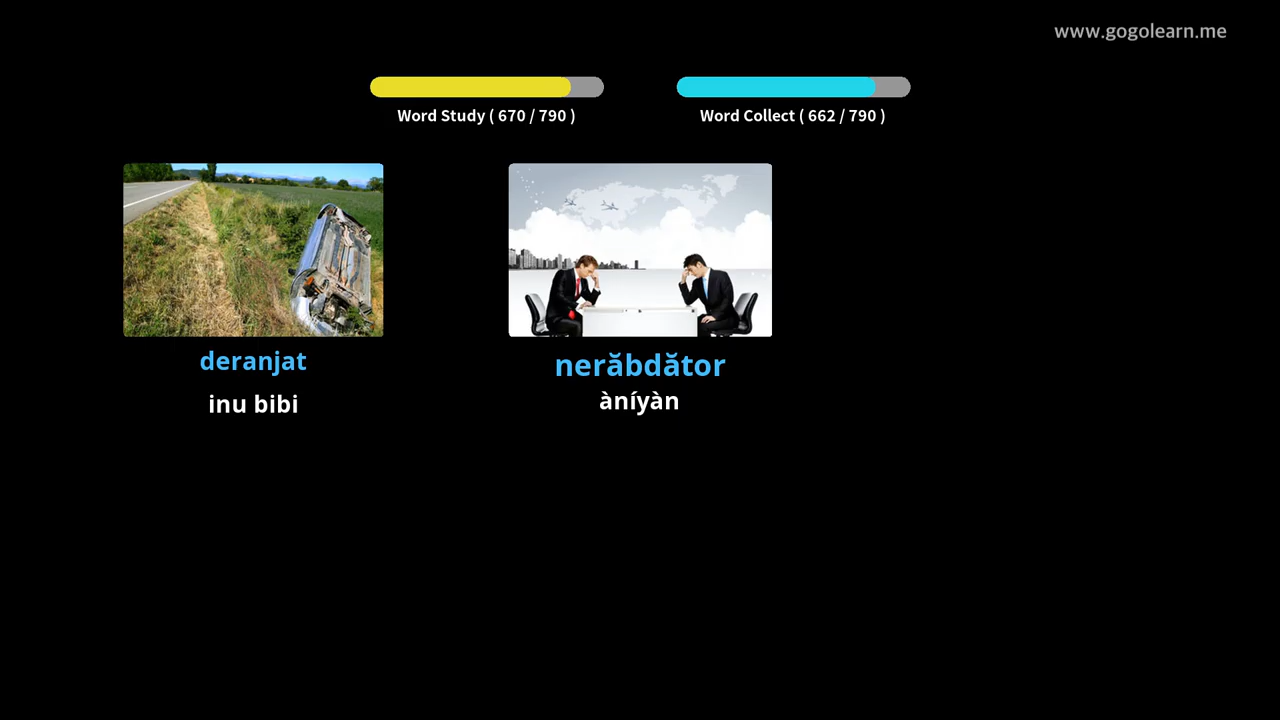 www.gogolearn.me
Word Study ( 670 / 790 )
Word Collect ( 662 / 790 )
deranjat
inu bibi
nerăbdător
àníyàn